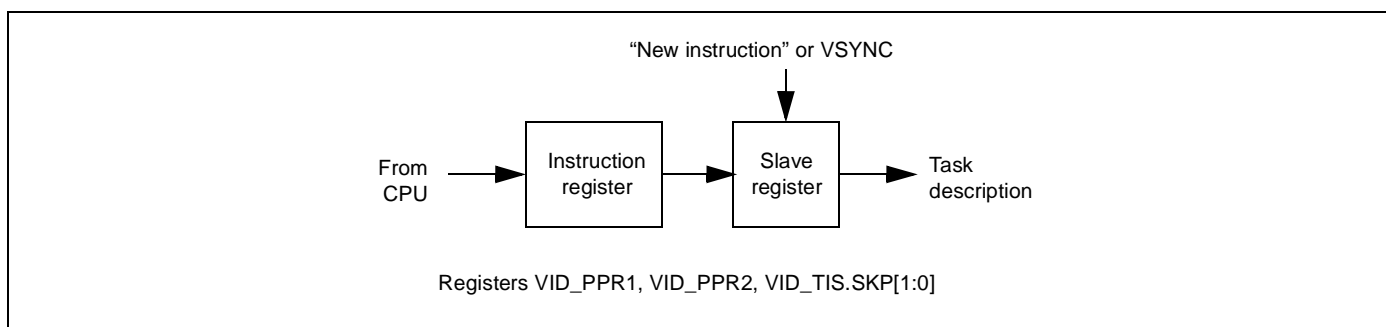 “New instruction” or VSYNC
From
CPU
Instruction
register
Slave
register
Task
description
Registers VID_PPR1, VID_PPR2, VID_TIS.SKP[1:0]